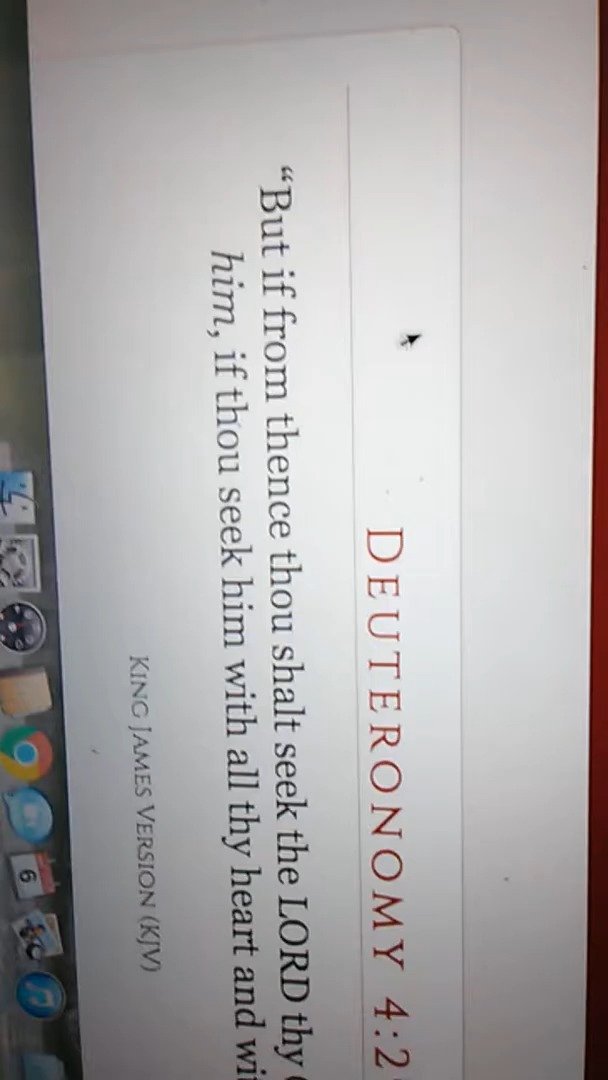 DEUTERONOMY 4:2
“But if from thence thou shalt seek the LORD thy
him, if thou seek him with all thy heart and
KING JAMES VERSION (KJV)
6